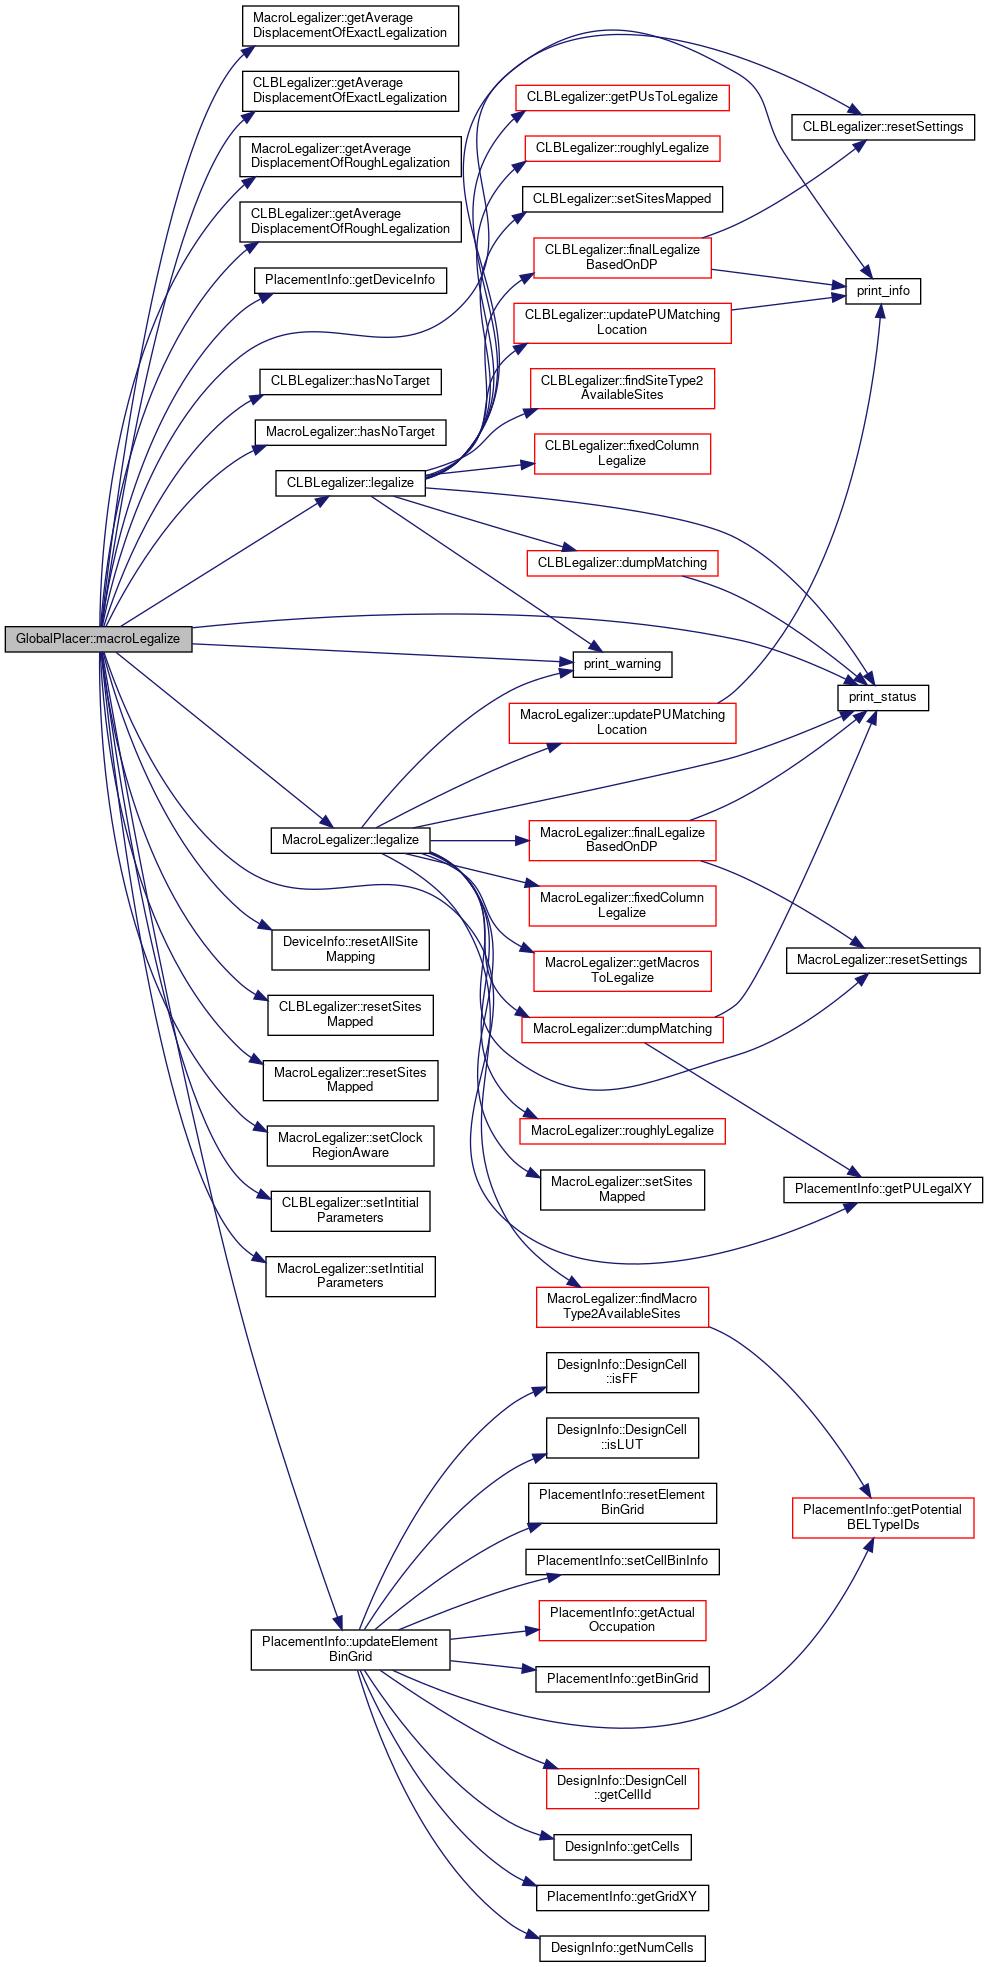 MacroLegalizer::getAverage
DisplacementOfExactLegalization
CLBLegalizer::getAverage
DisplacementOfExactLegalization
MacroLegalizer::getAverage
DisplacementOfRoughLegalization
CLBLegalizer::getAverage
DisplacementOfRoughLegalization
PlacementInfo::getDeviceInfo
CLBLegalizer::hasNoTarget
MacroLegalizer::hasNoTarget
CLBLegalizer::legalize
GlobalPlacer::macroLegalize
MacroLegalizer::legalize
DeviceInfo::resetAllSite
Mapping
CLBLegalizer::resetSites
Mapped
MacroLegalizer::resetSites
Mapped
MacroLegalizer::setClock
RegionAware
CLBLegalizer::setIntitial
Parameters
MacroLegalizer::setIntitial
Parameters
PlacementInfo::updateElement
BinGrid
CLBLegalizer::getPUsToLegalize
CLBLegalizer::roughlyLegalize
CLBLegalizer::setSitesMapped
CLBLegalizer::finalLegalize
BasedOnDP
CLBLegalizer::updatePUMatching
Location
CLBLegalizer::findSiteType2
AvailableSites
CLBLegalizer::fixedColumn
Legalize
CLBLegalizer::dumpMatching
print_warning
MacroLegalizer::updatePUMatching
Location
MacroLegalizer::finalLegalize
BasedOnDP
MacroLegalizer::fixedColumn
Legalize
MacroLegalizer::getMacros
ToLegalize
MacroLegalizer::dumpMatching
MacroLegalizer::roughlyLegalize
MacroLegalizer::setSites
Mapped
MacroLegalizer::findMacro
Type2AvailableSites
DesignInfo::DesignCell
::isFF
DesignInfo::DesignCell
::isLUT
PlacementInfo::resetElement
BinGrid
PlacementInfo::setCellBinInfo
PlacementInfo::getActual
Occupation
PlacementInfo::getBinGrid
DesignInfo::DesignCell
::getCellId
DesignInfo::getCells
PlacementInfo::getGridXY
DesignInfo::getNumCells
CLBLegalizer::resetSettings
print_info
print_status
MacroLegalizer::resetSettings
PlacementInfo::getPULegalXY
PlacementInfo::getPotential
BELTypeIDs